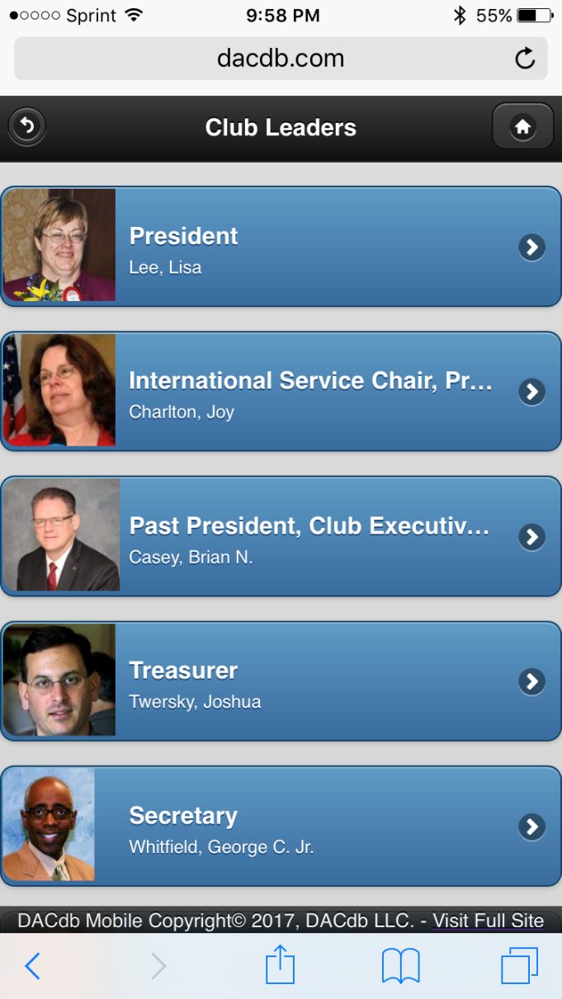 Sprint 9:58 PM 55%
dacdb.com
Club Leaders
President
Lee, Lisa
International Service Chair, Pr...
Charlton, Joy
Past President, Club Executiv...
Casey, Brian N.
Treasurer
Twersky, Joshua
Secretary
Whitfield, George C. Jr.
DACdb Mobile Copyright© 2017, DACdb LLC. - Visit Full Site